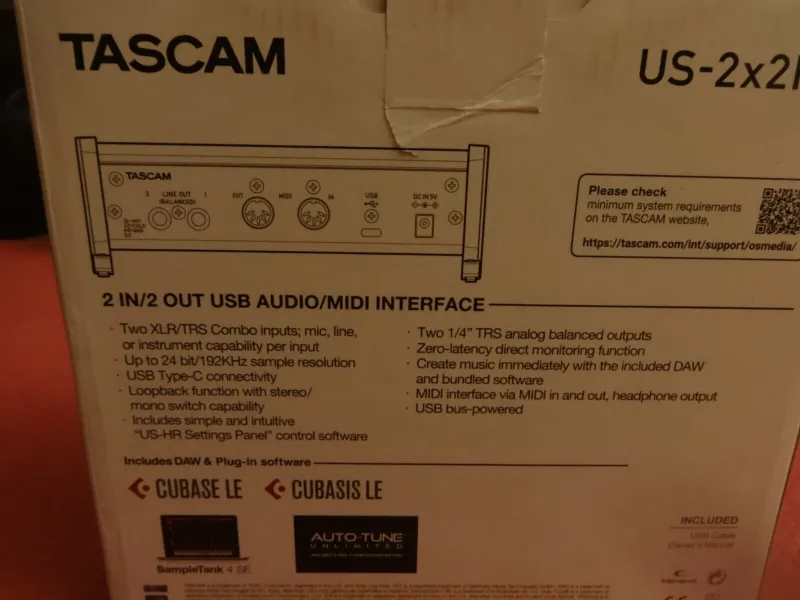 TASCAM
US-2x2
TASCAM
2 LINE OUT 1
(BALANCED)
OUT MIDI IN
USB
DC IN 5V
Please check
minimum system requirements
on the TASCAM website,
https://tascam.com/int/support/osmedia/
2 IN/2 OUT USB AUDIO/MIDI INTERFACE
· Two XLR/TRS Combo inputs; mic, line,
or instrument capability per input
· Up to 24 bit/192KHz sample resolution
· USB Type-C connectivity
· Loopback function with stereo/
mono switch capability
· Includes simple and intuitive
"US-HR Settings Panel" control software
· Two 1/4" TRS analog balanced outputs
· Zero-latency direct monitoring function
· Create music immediately with the included DAW
and bundled software
· MIDI interface via MIDI in and out, headphone output
· USB bus-powered
Includes DAW & Plug-in software
CUBASE LE CUBASIS LE
AUTO-TUNE
UNLIMITED
SampleTank 4 SE
INCLUDED
USB Cable
Owner's Manual